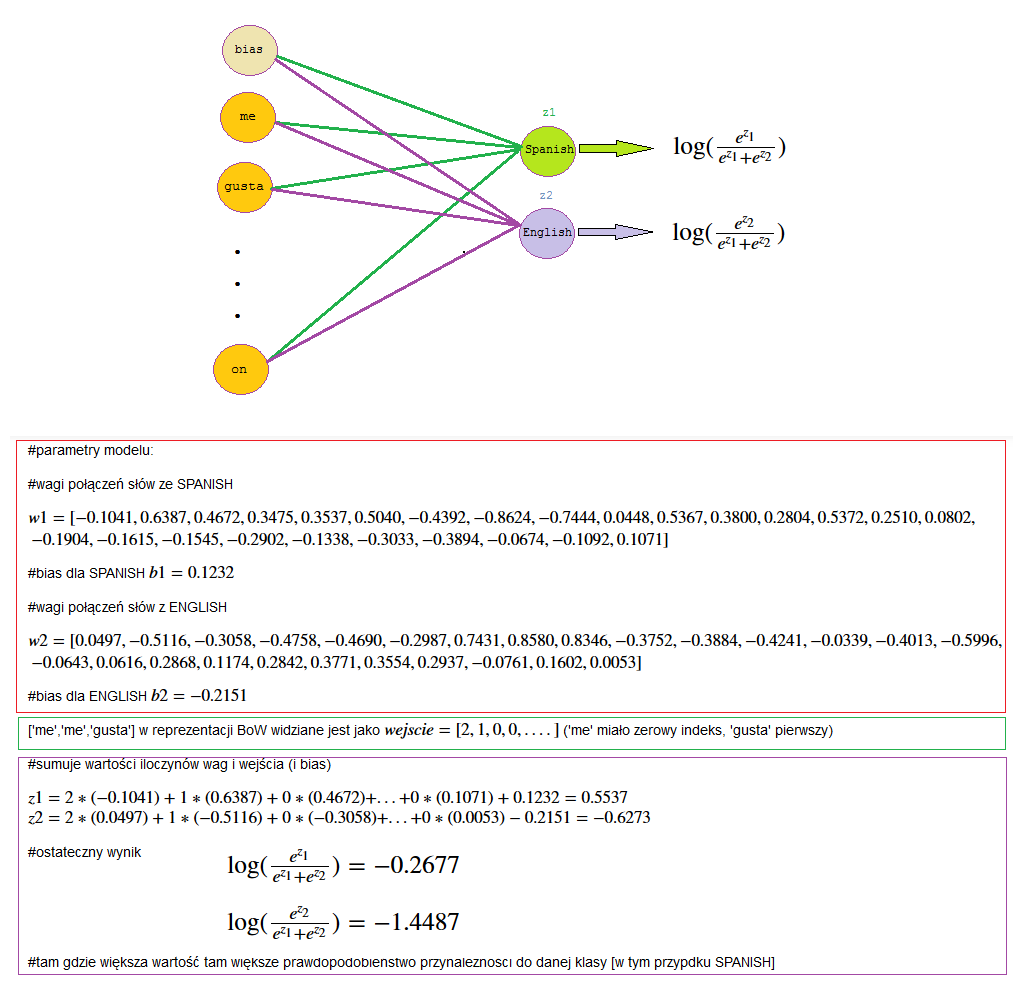 bias
me
gusta
on
z1
Spanish
log(e^z1/(e^z1+e^z2))
z2
English
log(e^z2/(e^z1+e^z2))
#parametry modelu:
#wagi połączeń słów ze SPANISH
w1 = [−0.1041, 0.6387, 0.4672, 0.3475, 0.3537, 0.5040, −0.4392, −0.8624, −0.7444, 0.0448, 0.5367, 0.3800, 0.2804, 0.5372, 0.2510, 0.0802,
−0.1904, −0.1615, −0.1545, −0.2902, −0.1338, −0.3033, −0.3894, −0.0674, −0.1092, 0.1071]
#bias dla SPANISH b1 = 0.1232
#wagi połączeń słów z ENGLISH
w2 = [0.0497, −0.5116, −0.3058, −0.4758, −0.4690, −0.2987, 0.7431, 0.8580, 0.8346, −0.3752, −0.3884, −0.4241, −0.0339, −0.4013, −0.5996,
−0.0643, 0.0616, 0.2868, 0.1174, 0.2842, 0.3771, 0.3554, 0.2937, −0.0761, 0.1602, 0.0053]
#bias dla ENGLISH b2 = −0.2151
['me','me','gusta'] w reprezentacji BoW widziane jest jako wejscie = [2, 1, 0, 0, . . . .] ('me' miało zerowy indeks, 'gusta' pierwszy)
#sumuje wartości iloczynów wag i wejścia (i bias)
z1 = 2 * (−0.1041) + 1 * (0.6387) + 0 * (0.4672)+. . . +0 * (0.1071) + 0.1232 = 0.5537
z2 = 2 * (0.0497) + 1 * (−0.5116) + 0 * (−0.3058)+. . . +0 * (0.0053) − 0.2151 = −0.6273
#ostateczny wynik
log(e^z1/(e^z1+e^z2)) = −0.2677
log(e^z2/(e^z1+e^z2)) = −1.4487
#tam gdzie większa wartość tam większe prawdopodobieństwo przynależności do danej klasy [w tym przypdku SPANISH]